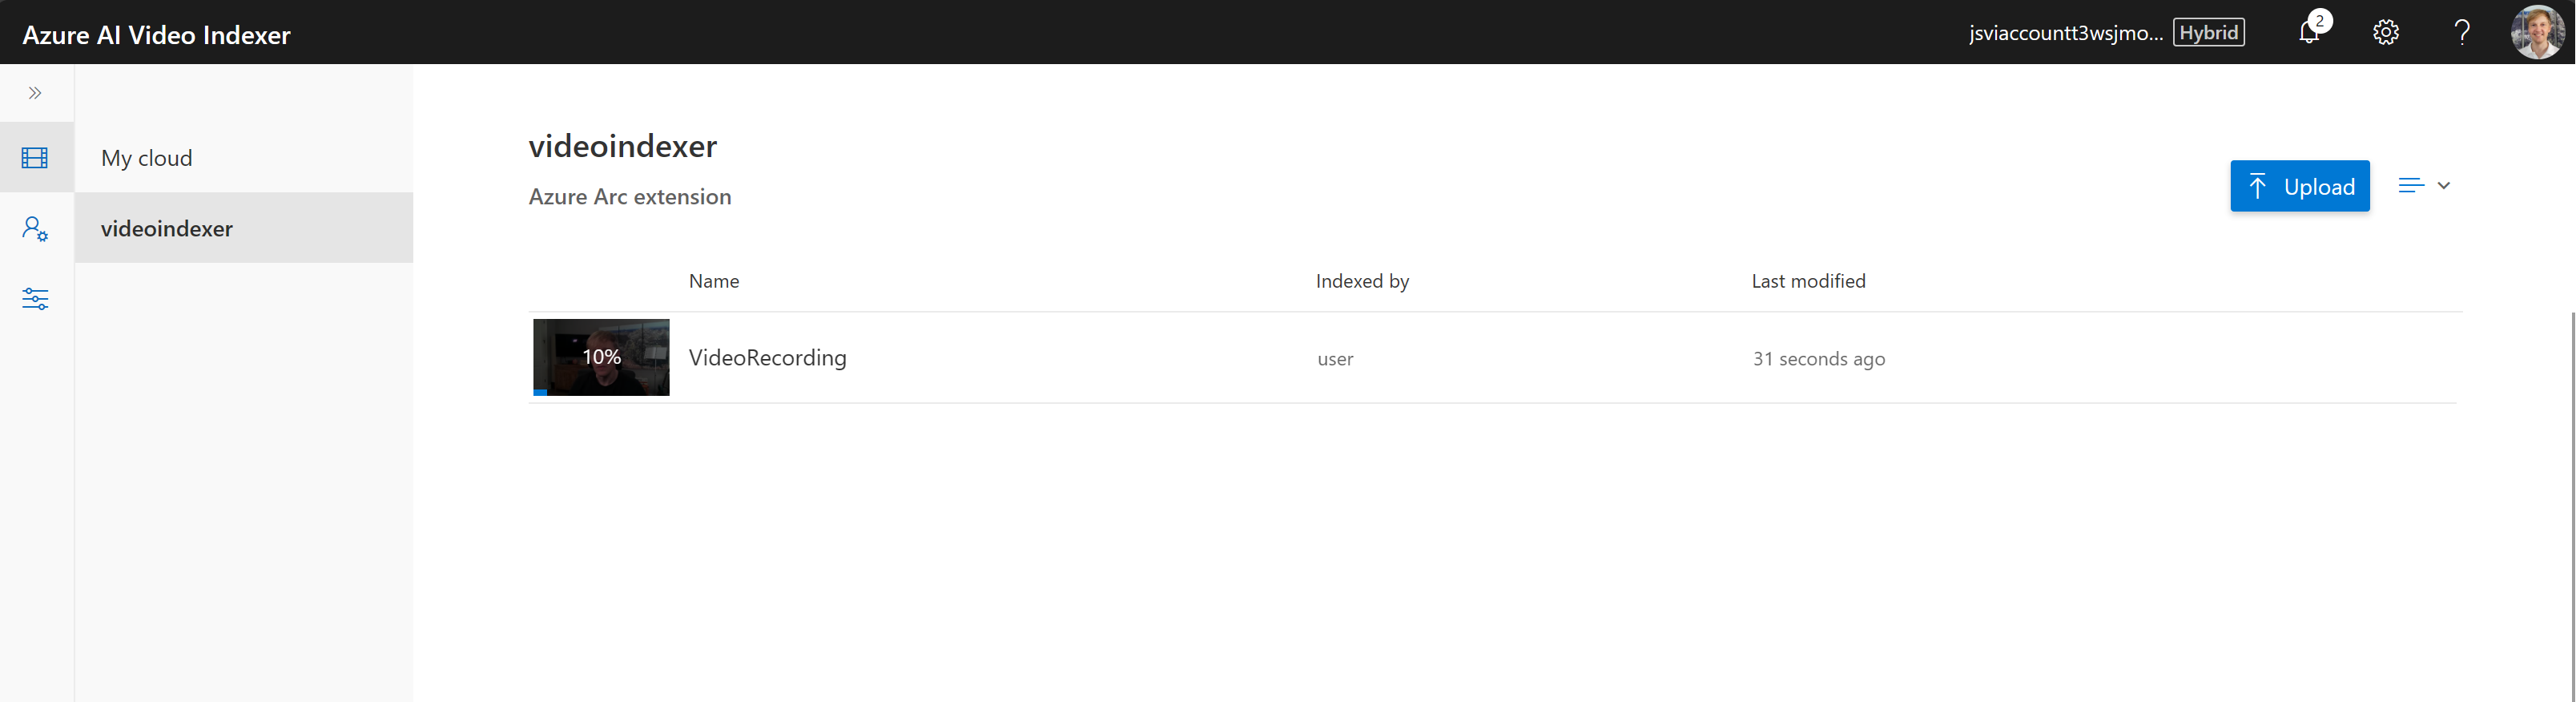 Azure AI Video Indexer
jsviaccountt3wsjmo... Hybrid
2
My cloud
videoindexer
videoindexer
Azure Arc extension
Upload
Name Indexed by Last modified
10% VideoRecording user 31 seconds ago